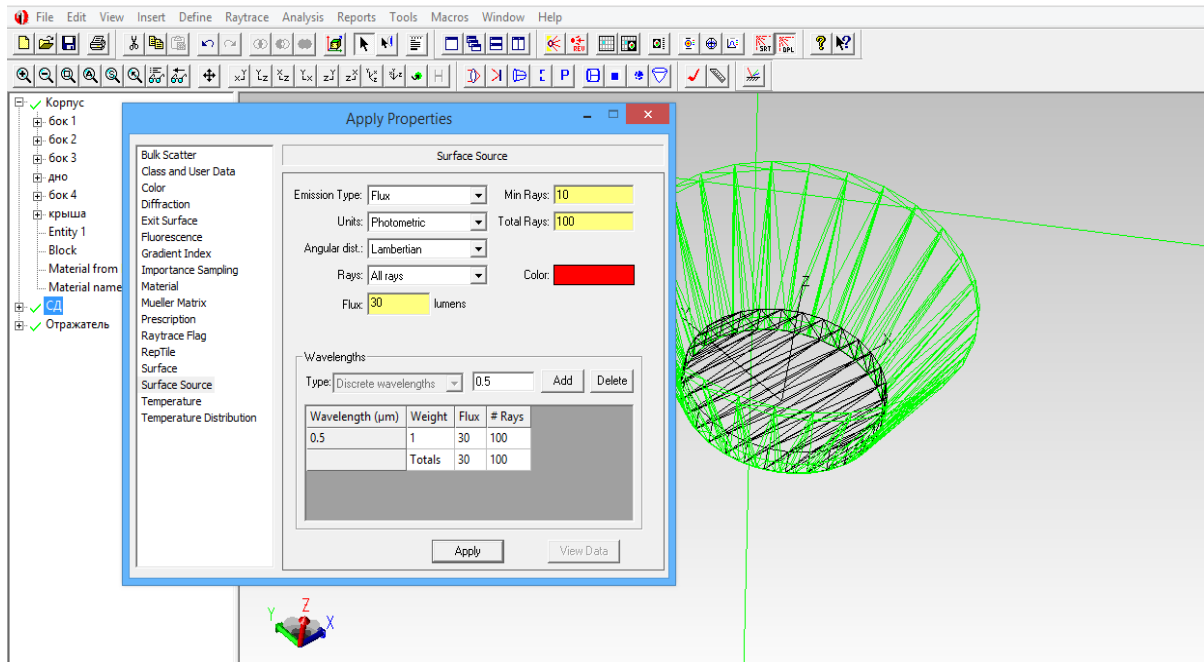 File Edit View Insert Define Raytrace Analysis Reports Tools Macros Window Help
Корпус
бок 1
бок 2
бок 3
дно
бок 4
крыша
Entity 1
Block
Material from
Material name
СД
Отражатель
Apply Properties
Bulk Scatter
Class and User Data
Color
Diffraction
Exit Surface
Fluorescence
Gradient Index
Importance Sampling
Material
Mueller Matrix
Prescription
Raytrace Flag
RepTile
Surface
Surface Source
Temperature
Temperature Distribution
Surface Source
Emission Type: Flux Min Rays: 10
Units: Photometric Total Rays: 100
Angular dist.: Lambertian
Rays: All rays Color:
Flux: 30 lumens
Wavelengths
Type: Discrete wavelengths 0.5 Add Delete
Wavelength (µm) Weight Flux # Rays
0.5 1 30 100
Totals 30 100
Apply View Data
Z
X
Y Z X